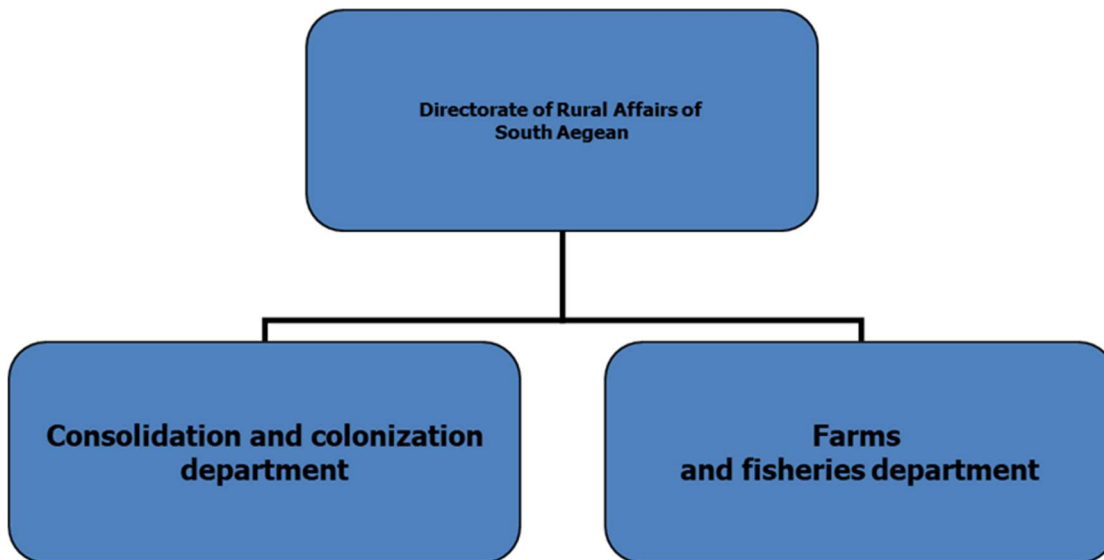 Directorate of Rural Affairs of
South Aegean
Consolidation and colonization
department
Farms
and fisheries department